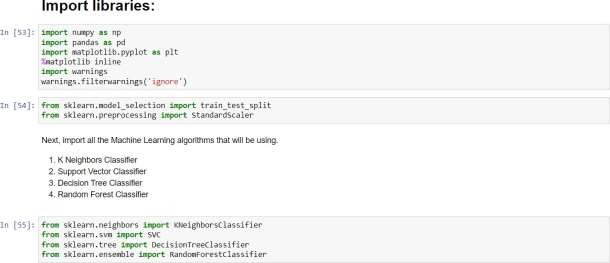 Import libraries:
In [53]: import numpy as np
import pandas as pd
import matplotlib.pyplot as plt
%matplotlib inline
import warnings
warnings.filterwarnings('ignore')
In [54]: from sklearn.model_selection import train_test_split
from sklearn.preprocessing import StandardScaler
Next, import all the Machine Learning algorithms that will be using.
1. K Neighbors Classifier
2. Support Vector Classifier
3. Decision Tree Classifier
4. Random Forest Classifier
In [55]: from sklearn.neighbors import KNeighborsClassifier
from sklearn.svm import SVC
from sklearn.tree import DecisionTreeClassifier
from sklearn.ensemble import RandomForestClassifier